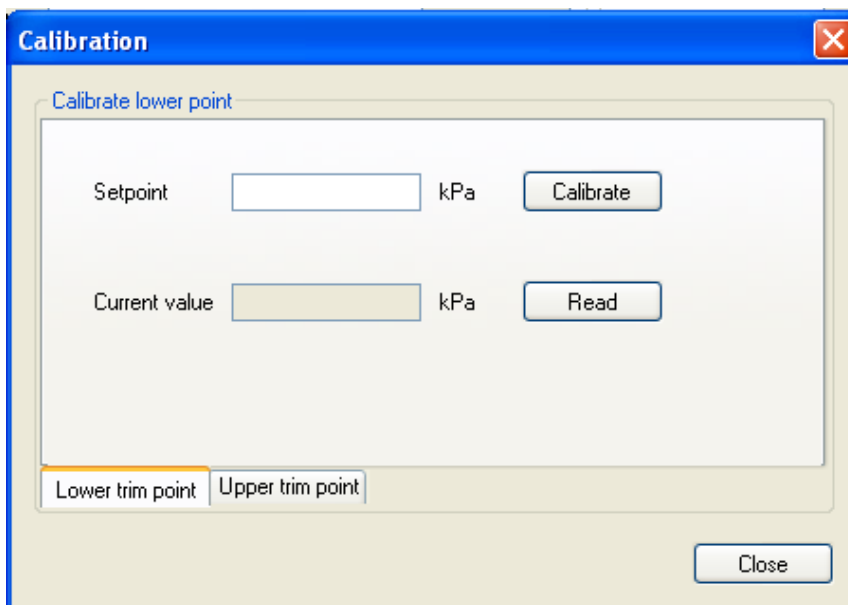 Calibration
Calibrate lower point
Setpoint kPa Calibrate
Current value kPa Read
Lower trim point Upper trim point
Close